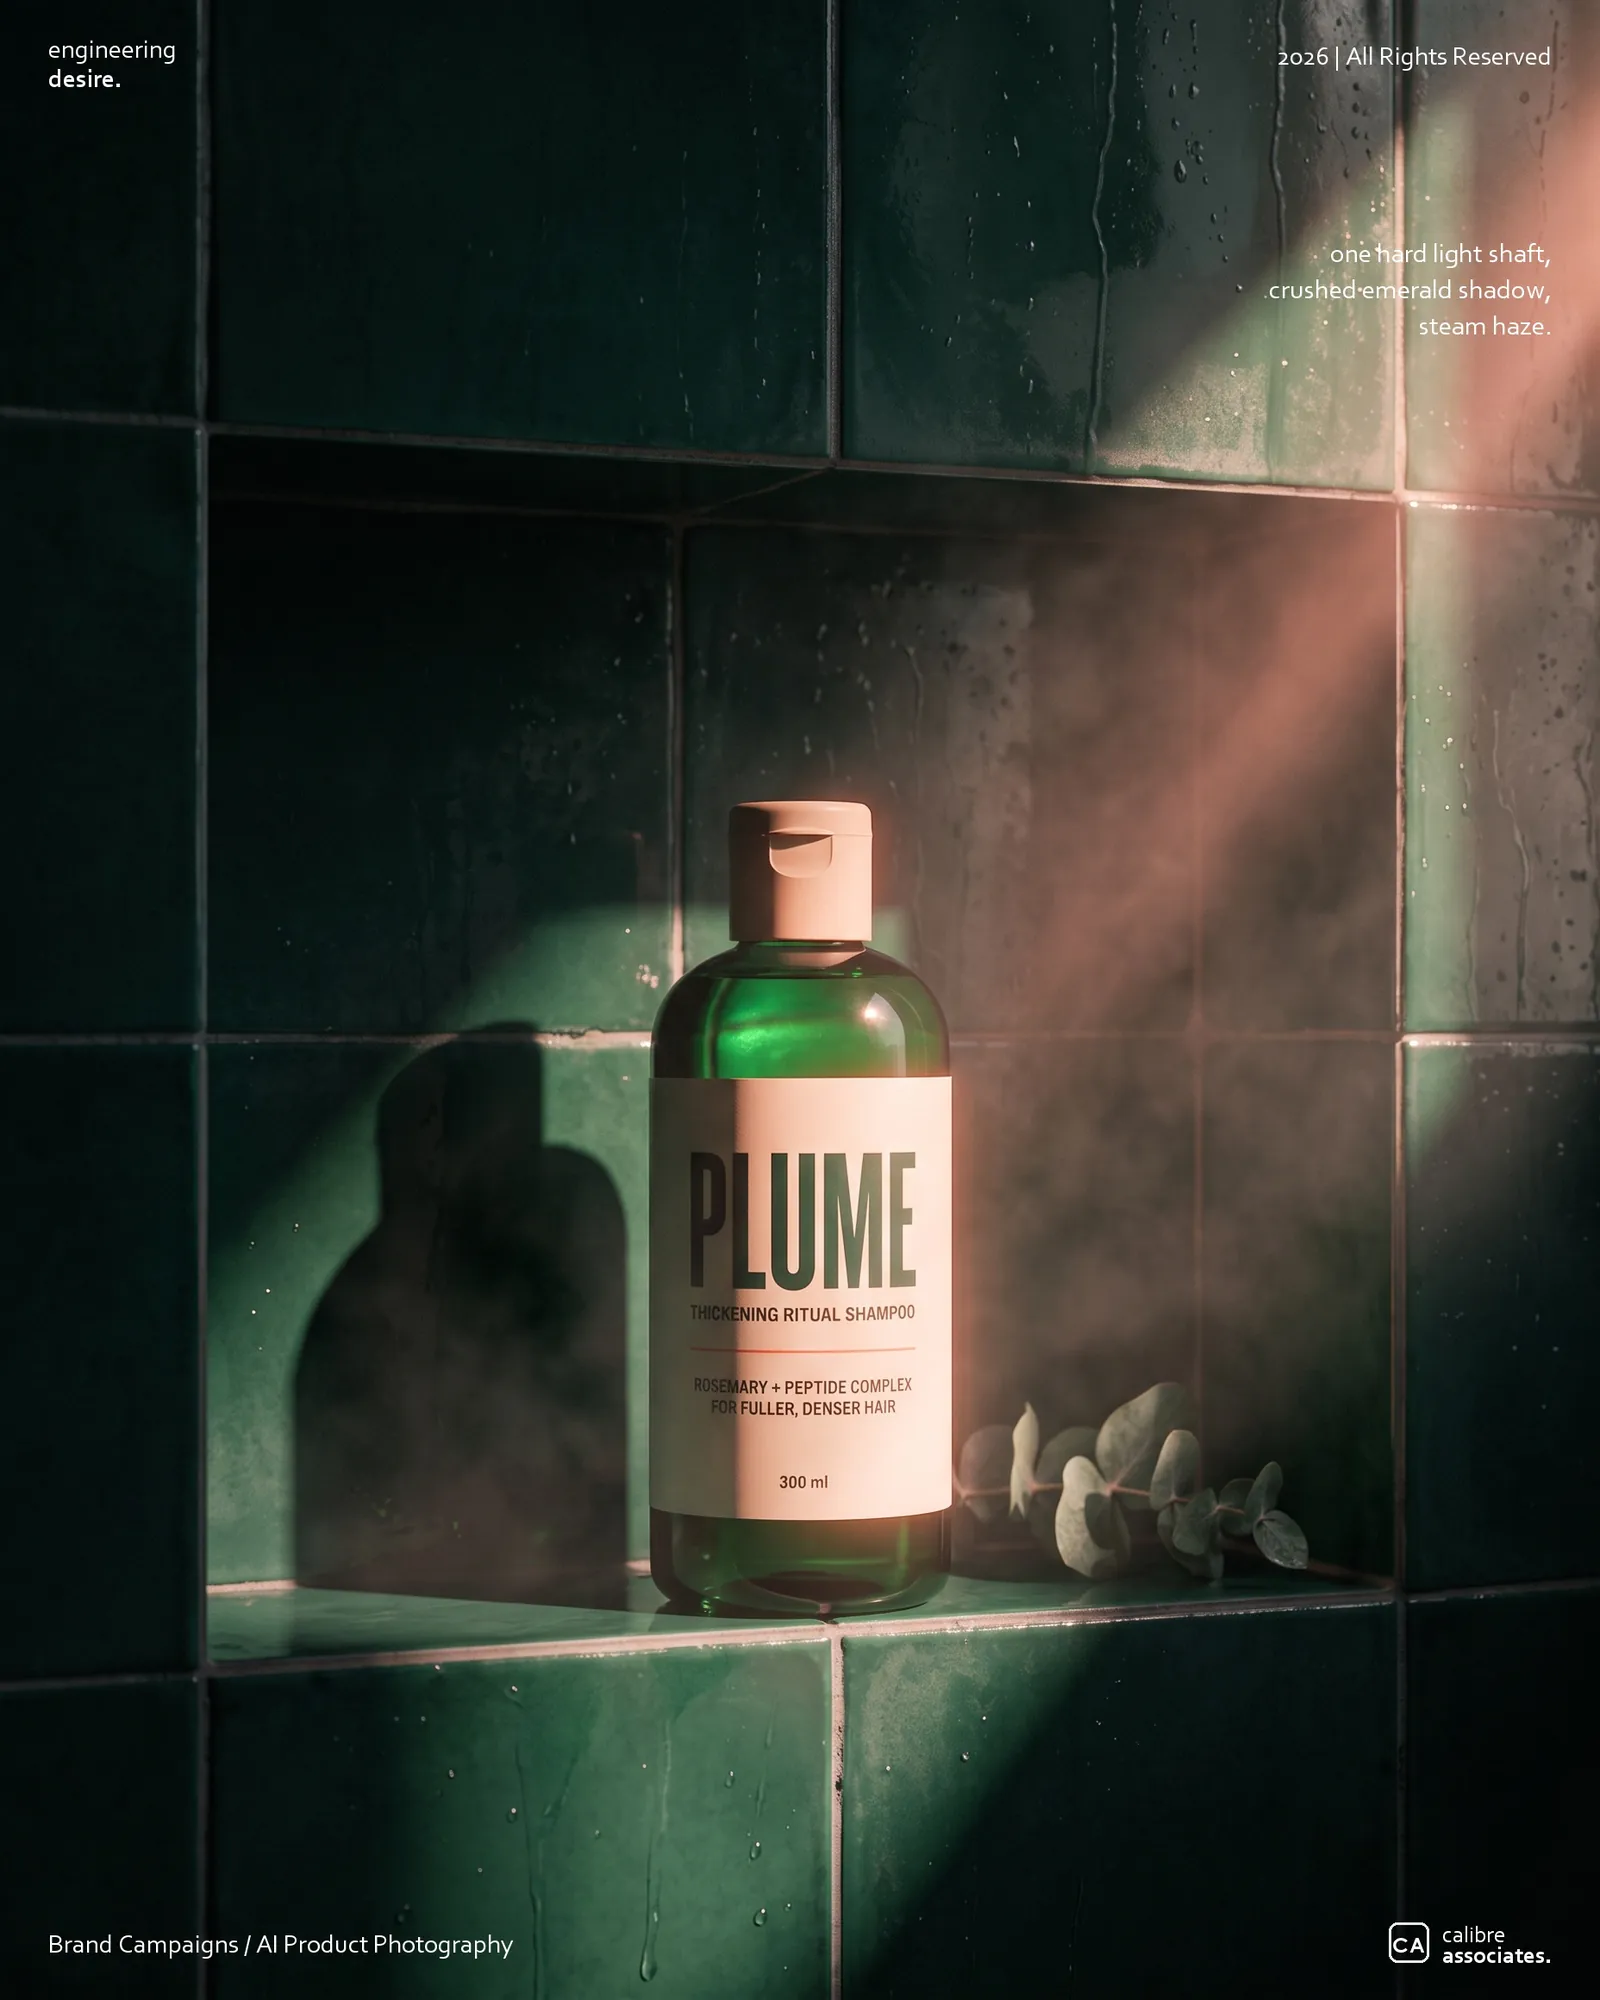 engineering
desire.
2026 | All Rights Reserved
one hard light shaft,
crushed emerald shadow,
steam haze.
PLUME
THICKENING RITUAL SHAMPOO
ROSEMARY + PEPTIDE COMPLEX
FOR FULLER, DENSER HAIR
300 ml
Brand Campaigns / AI Product Photography
CA
calibre
associates.